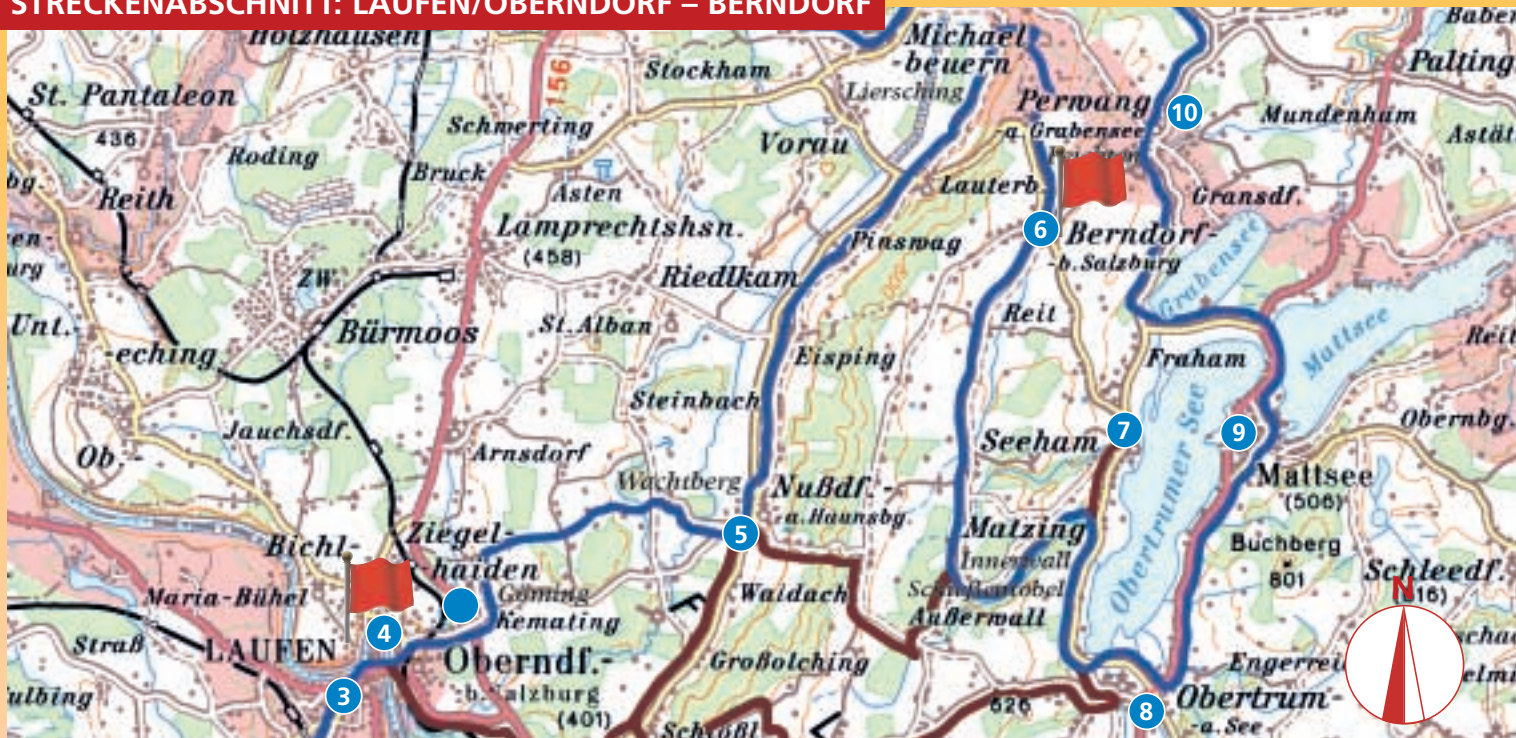 STRECKENABSCHNITT: LAUFEN/OBERNDORF – BERNDORF
Holzhausen
156
Stockham
Michael
-beuern
Liersching
Palting
St. Pantaleon
436
Schmerting
Vorau
Perwang
-a. Grabensee
10
Mundenham
Roding
Bruck
Asten
Lauterb.
Gransdf.
Reith
Lamprechtshsn.
(458)
Pinswag
6
Berndorf-
-b. Salzburg
Grabensee
ZW
Riedlkam
Reit
Unt.-
-eching
Bürmoos
St. Alban
Eisping
Fraham
Mattsee
Steinbach
Obernbg.
Jauchsdf.
Arnsdorf
Seeham
7
9
Ob.-
Wachtberg
Nußdf.-
-a. Haunsbg.
Mattsee
(506)
Obertrumer See
5
Matzing
Innerwall
Buchberg
801
Bichl-
Ziegel-
-haiden
Göming
Kemating
Waidach
Außerwall
Schleedf.
N
Maria-Bühel
Straß
LAUFEN
4
Oberndf.-
-b. Salzburg
(401)
Großolching
3
626
8
Obertrum-
-a. See